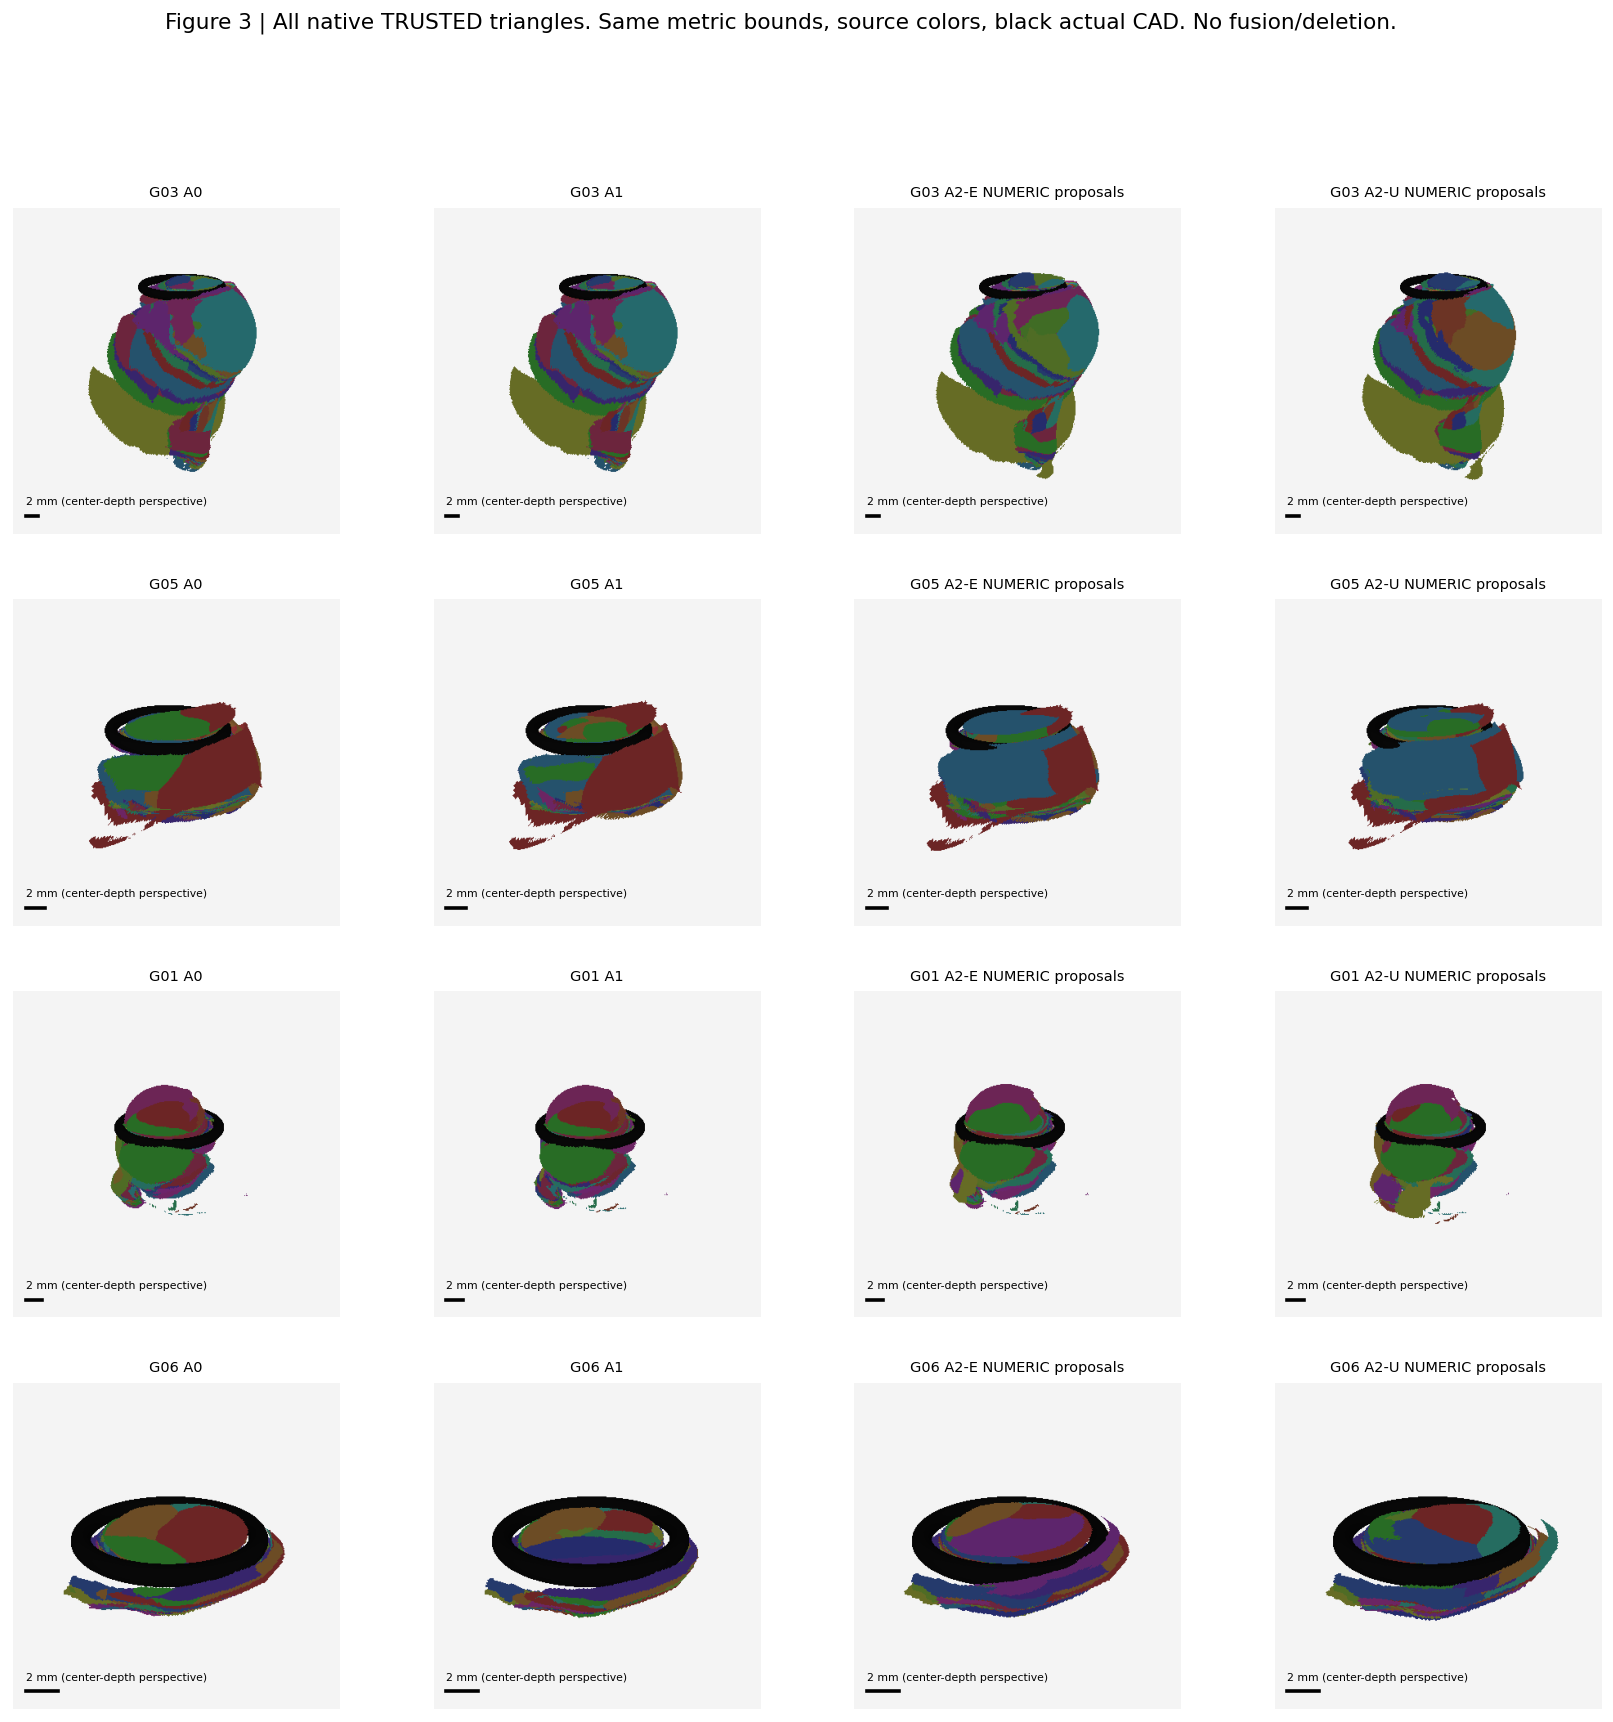 Figure 3 | All native TRUSTED triangles. Same metric bounds, source colors, black actual CAD. No fusion/deletion.
G03 A0
G03 A1
G03 A2-E NUMERIC proposals
G03 A2-U NUMERIC proposals
2 mm (center-depth perspective)
2 mm (center-depth perspective)
2 mm (center-depth perspective)
2 mm (center-depth perspective)
G05 A0
G05 A1
G05 A2-E NUMERIC proposals
G05 A2-U NUMERIC proposals
2 mm (center-depth perspective)
2 mm (center-depth perspective)
2 mm (center-depth perspective)
2 mm (center-depth perspective)
G01 A0
G01 A1
G01 A2-E NUMERIC proposals
G01 A2-U NUMERIC proposals
2 mm (center-depth perspective)
2 mm (center-depth perspective)
2 mm (center-depth perspective)
2 mm (center-depth perspective)
G06 A0
G06 A1
G06 A2-E NUMERIC proposals
G06 A2-U NUMERIC proposals
2 mm (center-depth perspective)
2 mm (center-depth perspective)
2 mm (center-depth perspective)
2 mm (center-depth perspective)